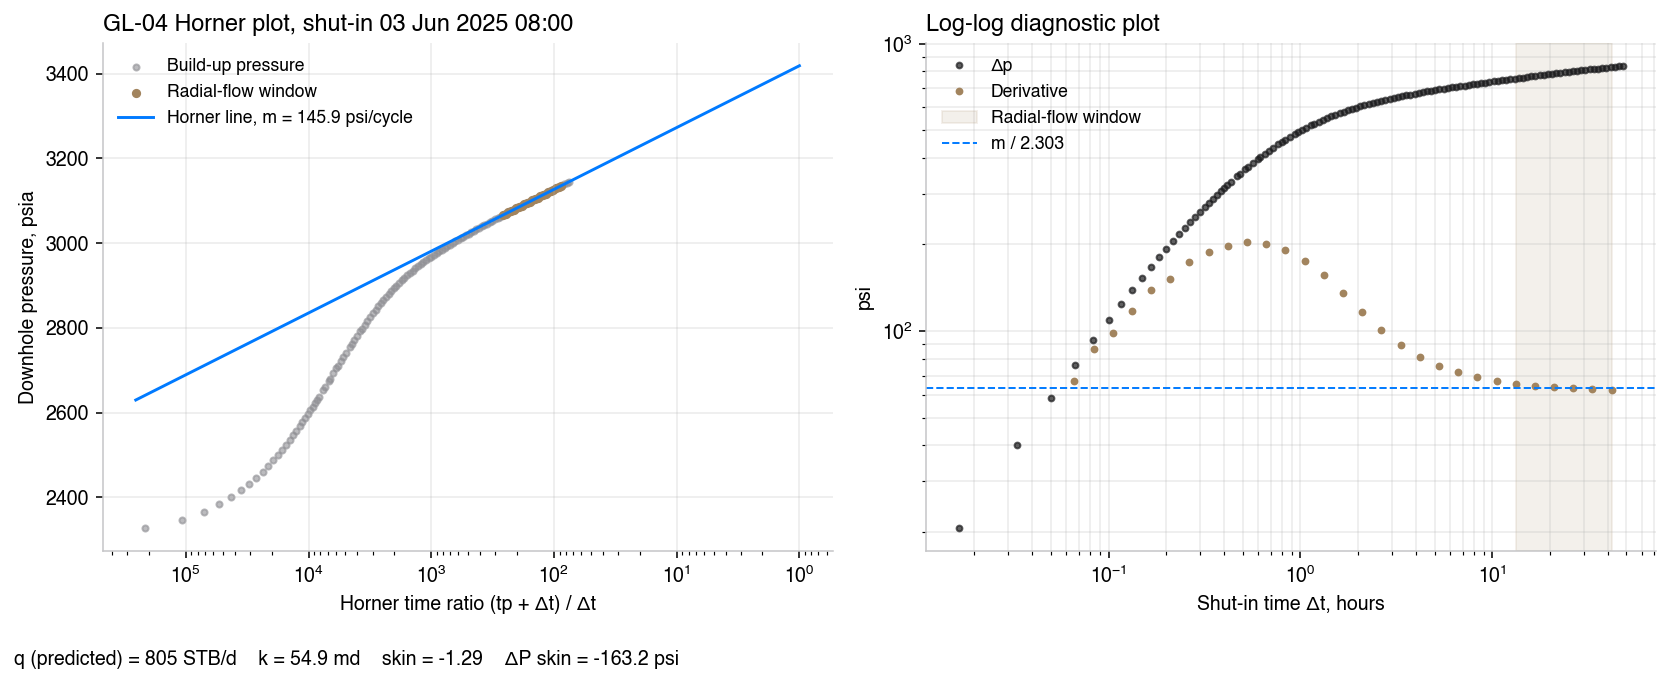 GL-04 Horner plot, shut-in 03 Jun 2025 08:00
Build-up pressure
Radial-flow window
Horner line, m = 145.9 psi/cycle
3400
3200
3000
2800
2600
2400
Downhole pressure, psia
10⁵
10⁴
10³
10²
10¹
10⁰
Horner time ratio (tp + Δt) / Δt
Log-log diagnostic plot
Δp
Derivative
Radial-flow window
m / 2.303
10³
10²
psi
10⁻¹
10⁰
10¹
Shut-in time Δt, hours
q (predicted) = 805 STB/d    k = 54.9 md    skin = -1.29    ΔP skin = -163.2 psi